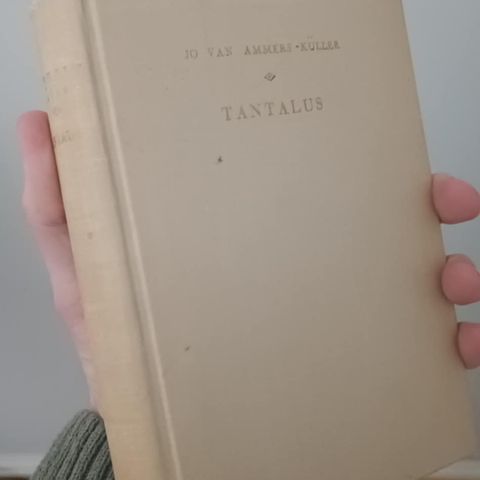 JO VAN AMMERS-KÜLLER
TANTALUS